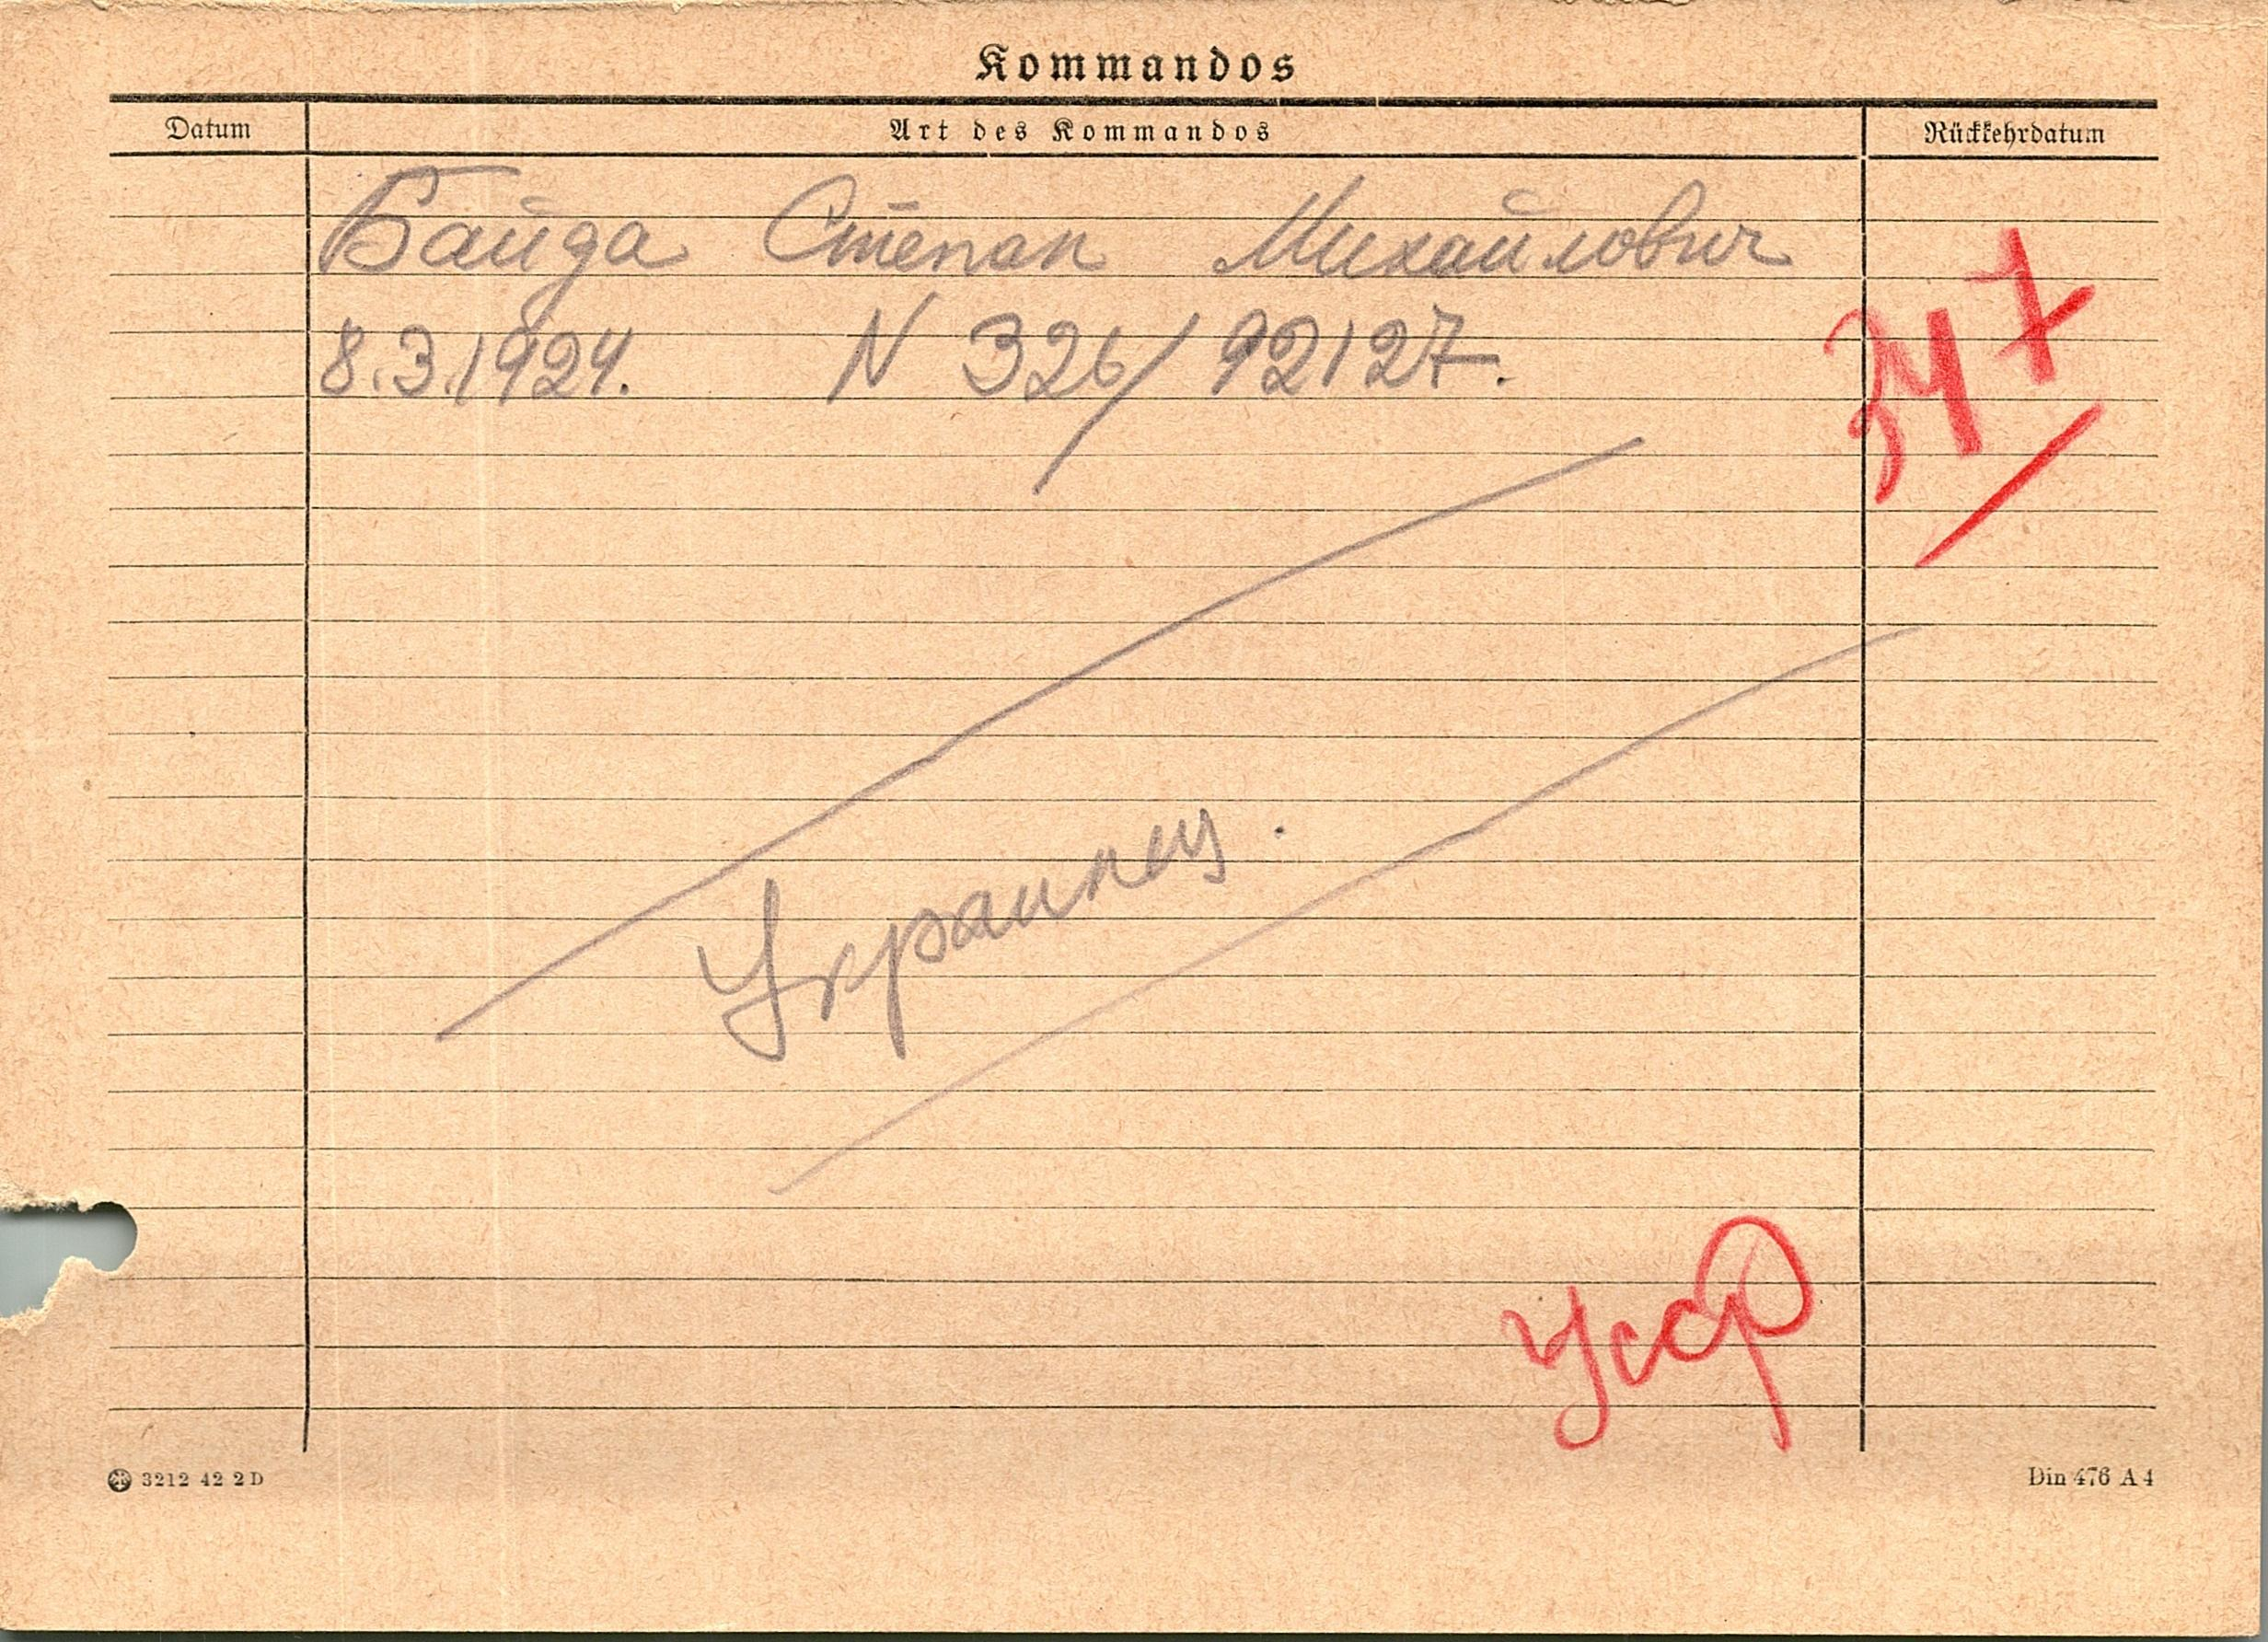 Kommandos
Datum Art des Kommandos Rückkehrdatum
Байда Степан Михайлович
8.3.1924. N 326/92127.
347
Украинец.
3212 42 2 D
Din 476 A 4